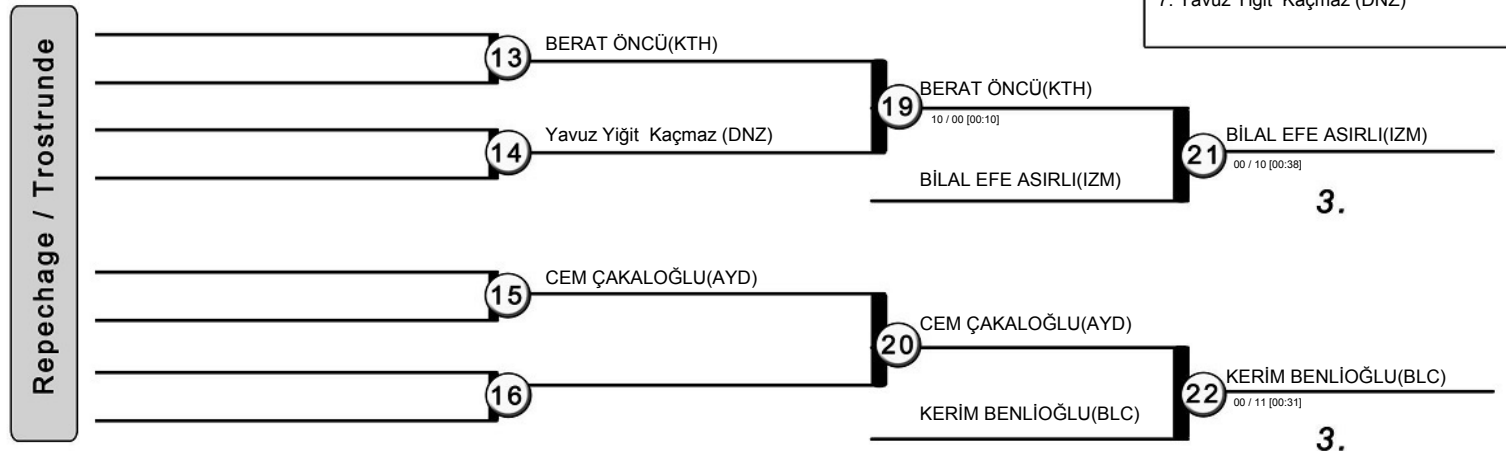 7. Yavuz Yiğit Kaçmaz (DNZ)
Repechage / Trostrunde
13
BERAT ÖNCÜ(KTH)
19
BERAT ÖNCÜ(KTH)
10 / 00 [00:10]
14
Yavuz Yiğit Kaçmaz (DNZ)
21
BİLAL EFE ASIRLI(IZM)
00 / 10 [00:38]
BİLAL EFE ASIRLI(IZM)
3.
15
CEM ÇAKALOĞLU(AYD)
20
CEM ÇAKALOĞLU(AYD)
16
22
KERİM BENLİOĞLU(BLC)
00 / 11 [00:31]
KERİM BENLİOĞLU(BLC)
3.